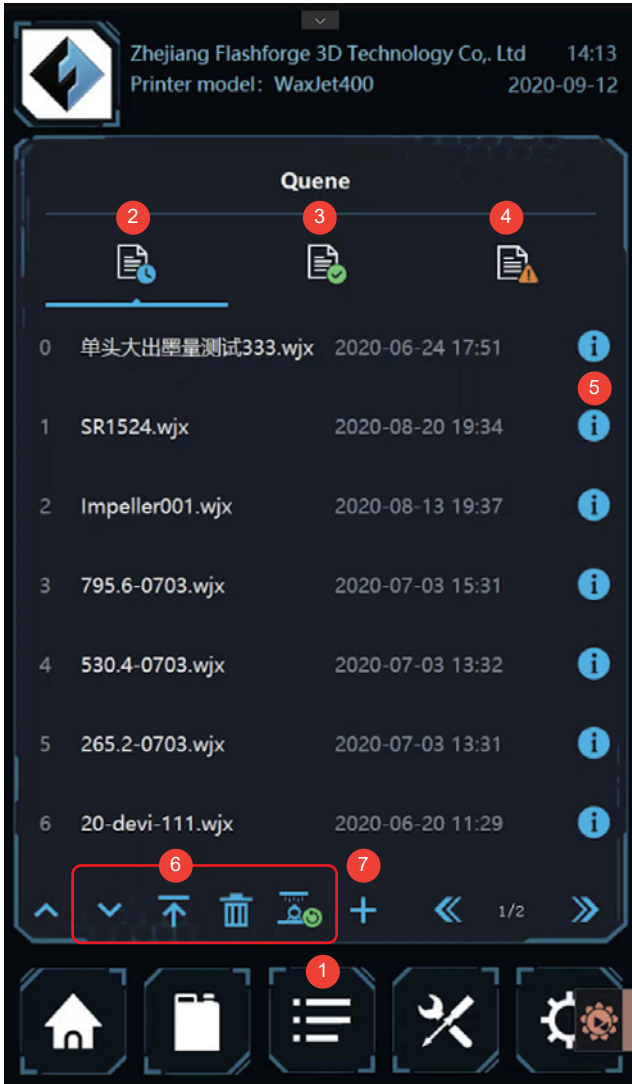 Zhejiang Flashforge 3D Technology Co,. Ltd 14:13
Printer model: WaxJet400 2020-09-12
Quene
2 3 4
0 单头大出墨量测试333.wjx 2020-06-24 17:51
5
1 SR1524.wjx 2020-08-20 19:34
2 Impeller001.wjx 2020-08-13 19:37
3 795.6-0703.wjx 2020-07-03 15:31
4 530.4-0703.wjx 2020-07-03 13:32
5 265.2-0703.wjx 2020-07-03 13:31
6 20-devi-111.wjx 2020-06-20 11:29
6 7
1/2
1